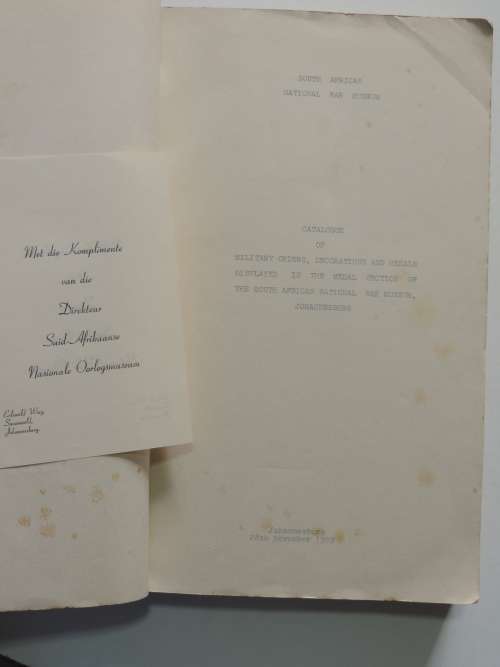 Met die Komplimente
van die
Direkteur
Suid-Afrikaanse
Nasionale Oorlogsmuseum
Saxonwold,
Johannesburg.
SOUTH AFRICAN
NATIONAL WAR MUSEUM
CATALOGUE
OF
MILITARY ORDERS, DECORATIONS AND MEDALS
DISPLAYED IN THE MEDAL SECTION OF
THE SOUTH AFRICAN NATIONAL WAR MUSEUM,
JOHANNESBURG
Johannesburg
November